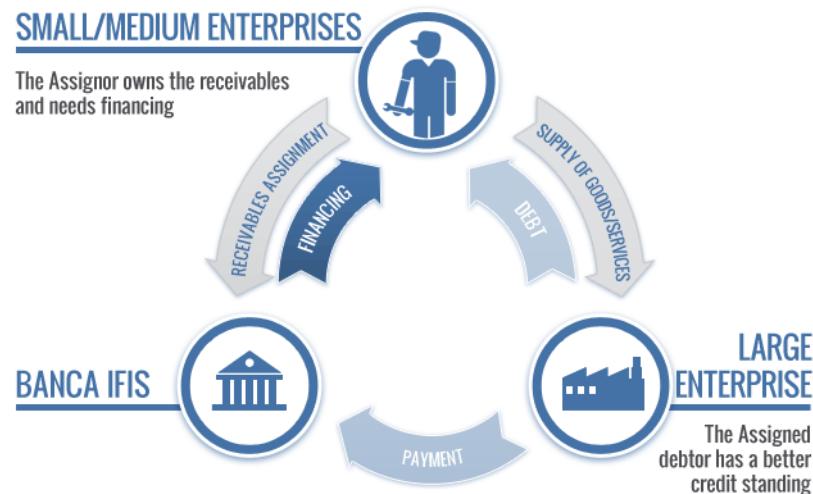 SMALL/MEDIUM ENTERPRISES
The Assignor owns the receivables
and needs financing
RECEIVABLES ASSIGNMENT
FINANCING
DEBT
SUPPLY OF GOODS/SERVICES
BANCA IFIS
LARGE
ENTERPRISE
The Assigned
debtor has a better
credit standing
PAYMENT